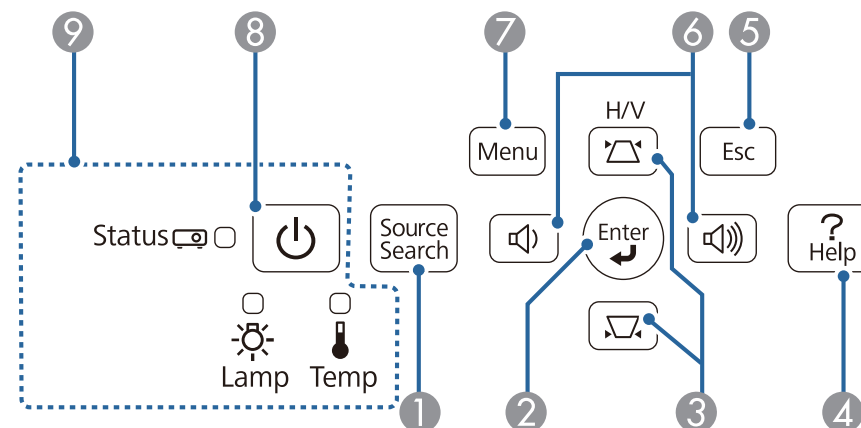 9
8
7
6
5
H/V
Menu
Esc
Status
Source
Search
Enter
?
Help
Lamp
Temp
1
2
3
4